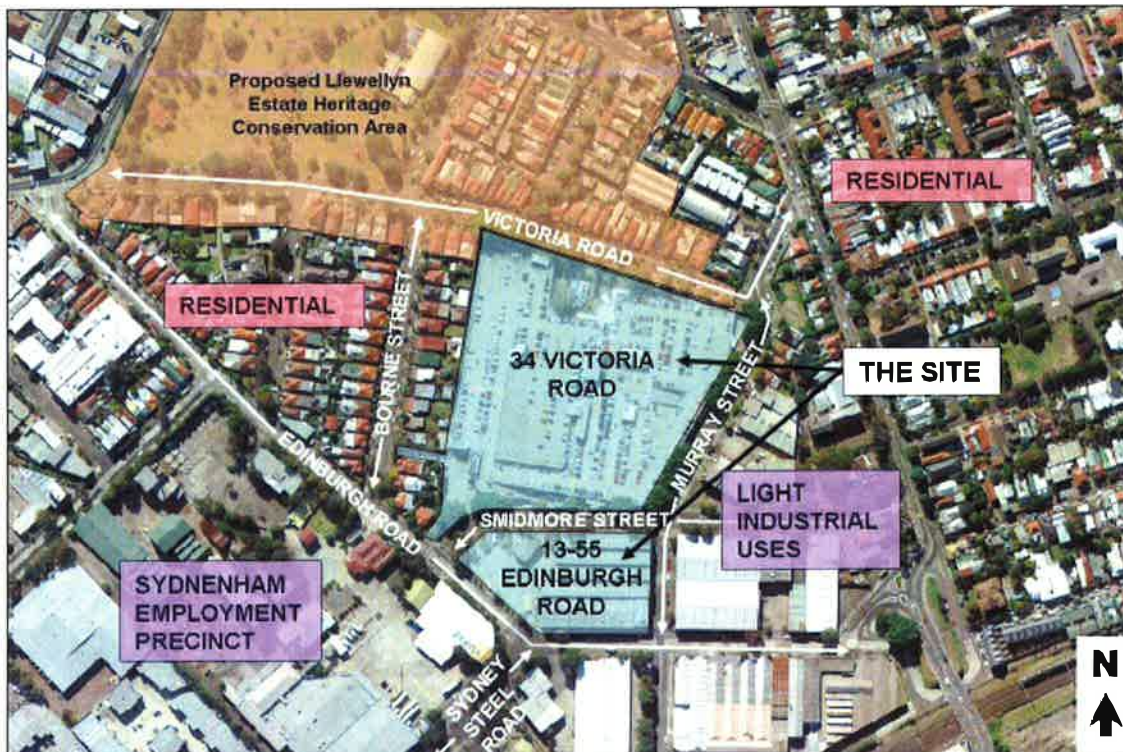 Proposed Llewellyn
Estate Heritage
Conservation Area
RESIDENTIAL
VICTORIA ROAD
RESIDENTIAL
BOURNE STREET
34 VICTORIA
ROAD
THE SITE
MURRAY STREET
EDINBURGH ROAD
LIGHT
INDUSTRIAL
USES
SMIDMORE STREET
13-55
EDINBURGH
ROAD
SYDNENHAM
EMPLOYMENT
PRECINCT
SYDNEY
STEEL
ROAD
N